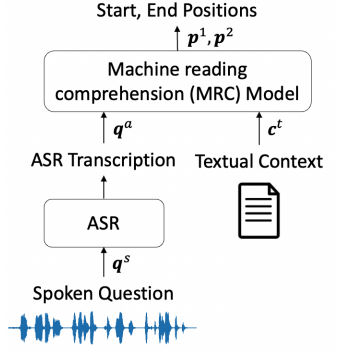 Start, End Positions
p¹, p²
Machine reading
comprehension (MRC) Model
qᵃ
cᵗ
ASR Transcription
Textual Context
ASR
qˢ
Spoken Question